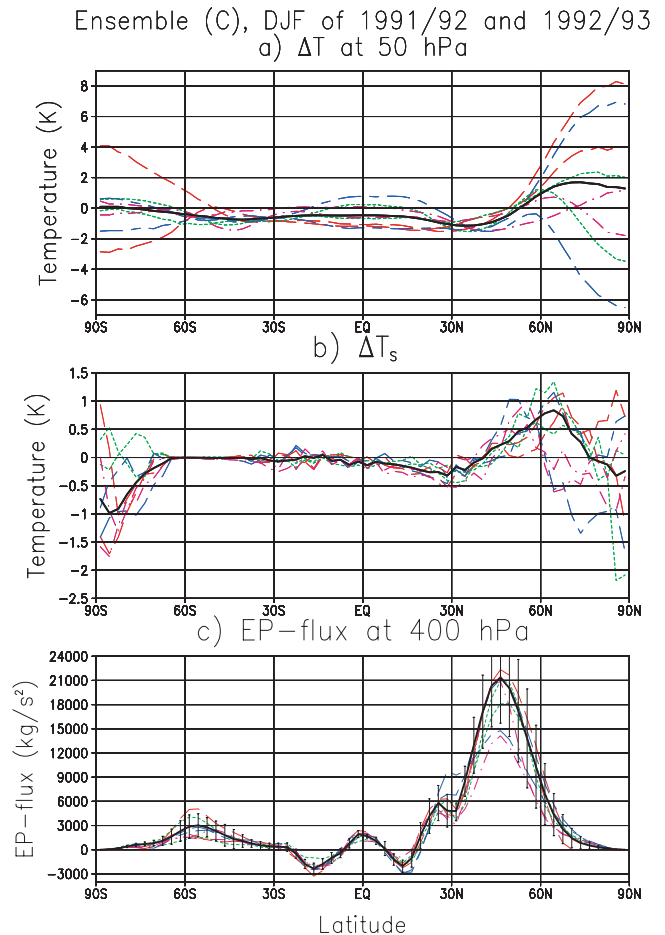 Ensemble (C), DJF of 1991/92 and 1992/93
a) ΔT at 50 hPa
Temperature (K)
8
6
4
2
0
−2
−4
−6
90S 60S 30S EQ 30N 60N 90N
b) ΔTs
Temperature (K)
1.5
1
0.5
0
−0.5
−1
−1.5
−2
−2.5
90S 60S 30S EQ 30N 60N 90N
c) EP−flux at 400 hPa
EP−flux (kg/s²)
24000
21000
18000
15000
12000
9000
6000
3000
0
−3000
90S 60S 30S EQ 30N 60N 90N
Latitude